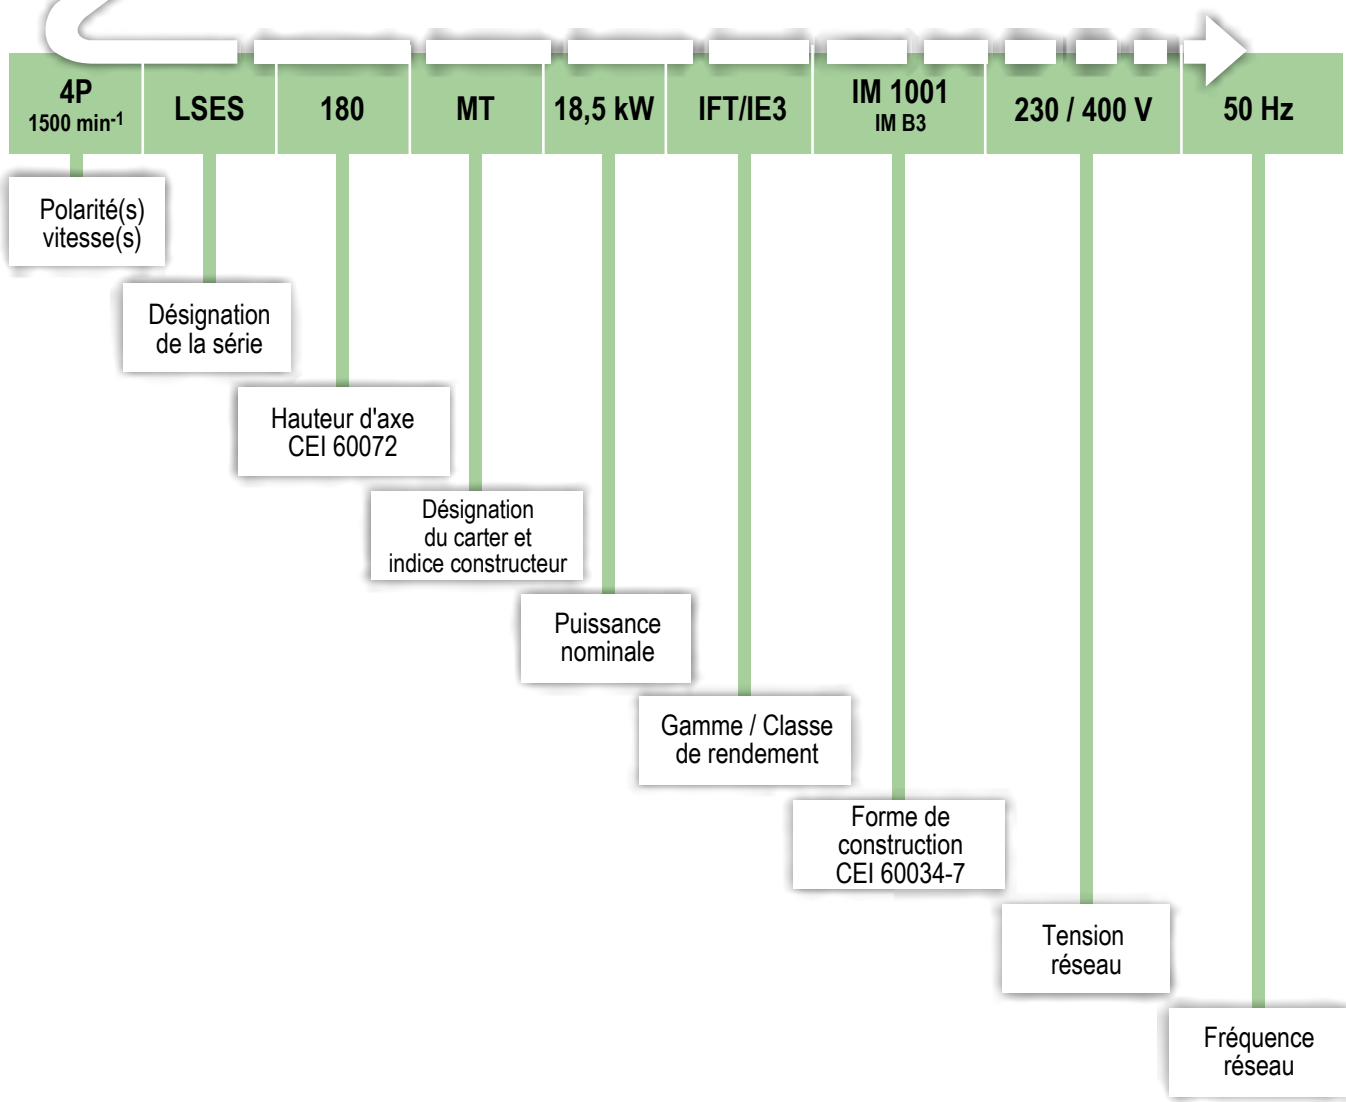 4P
1500 min-1
LSES
180
MT
18,5 kW
IFT/IE3
IM 1001
IM B3
230 / 400 V
50 Hz
Polarité(s)
vitesse(s)
Désignation
de la série
Hauteur d'axe
CEI 60072
Désignation
du carter et
indice constructeur
Puissance
nominale
Gamme / Classe
de rendement
Forme de
construction
CEI 60034-7
Tension
réseau
Fréquence
réseau